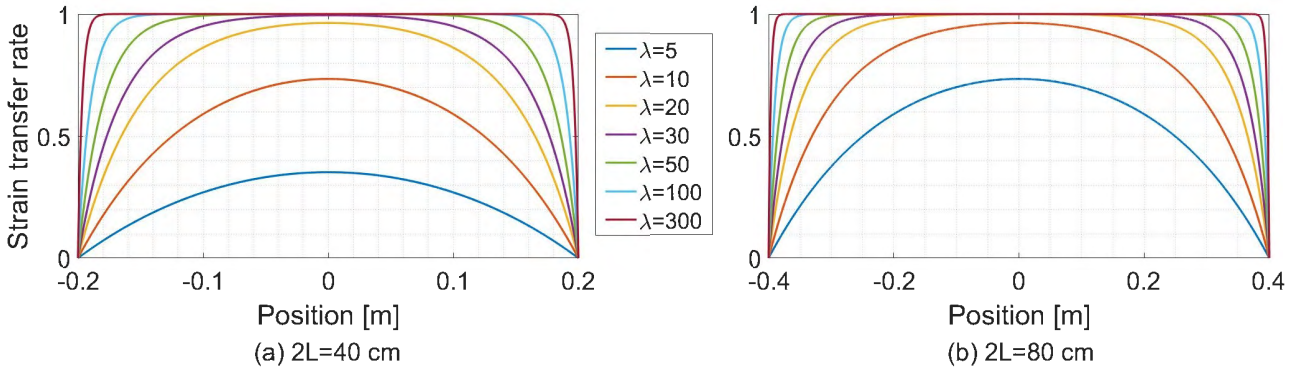 Strain transfer rate
1
0.5
0
-0.2 -0.1 0 0.1 0.2
Position [m]
(a) 2L=40 cm
λ=5
λ=10
λ=20
λ=30
λ=50
λ=100
λ=300
1
0.5
0
-0.4 -0.2 0 0.2 0.4
Position [m]
(b) 2L=80 cm